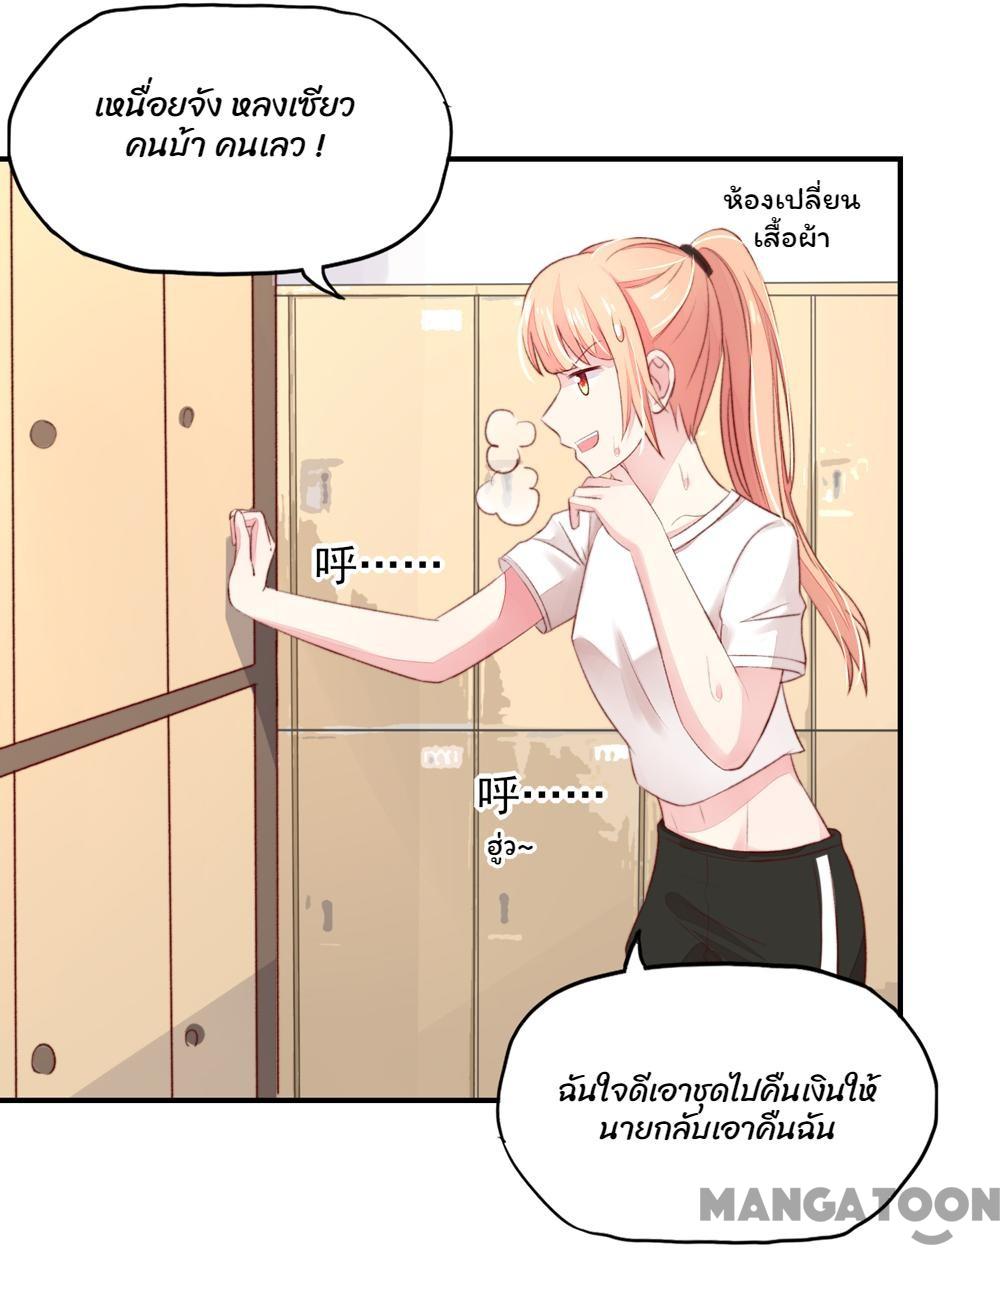 เหนื่อยจัง หลงเซียว
คนบ้า คนเลว !
ห้องเปลี่ยน
เสื้อผ้า
呼……
呼……
ฮู่ว~
ฉันใจดีเอาชุดไปคืนเงินให้
นายกลับเอาคืนฉัน
MANGATOON